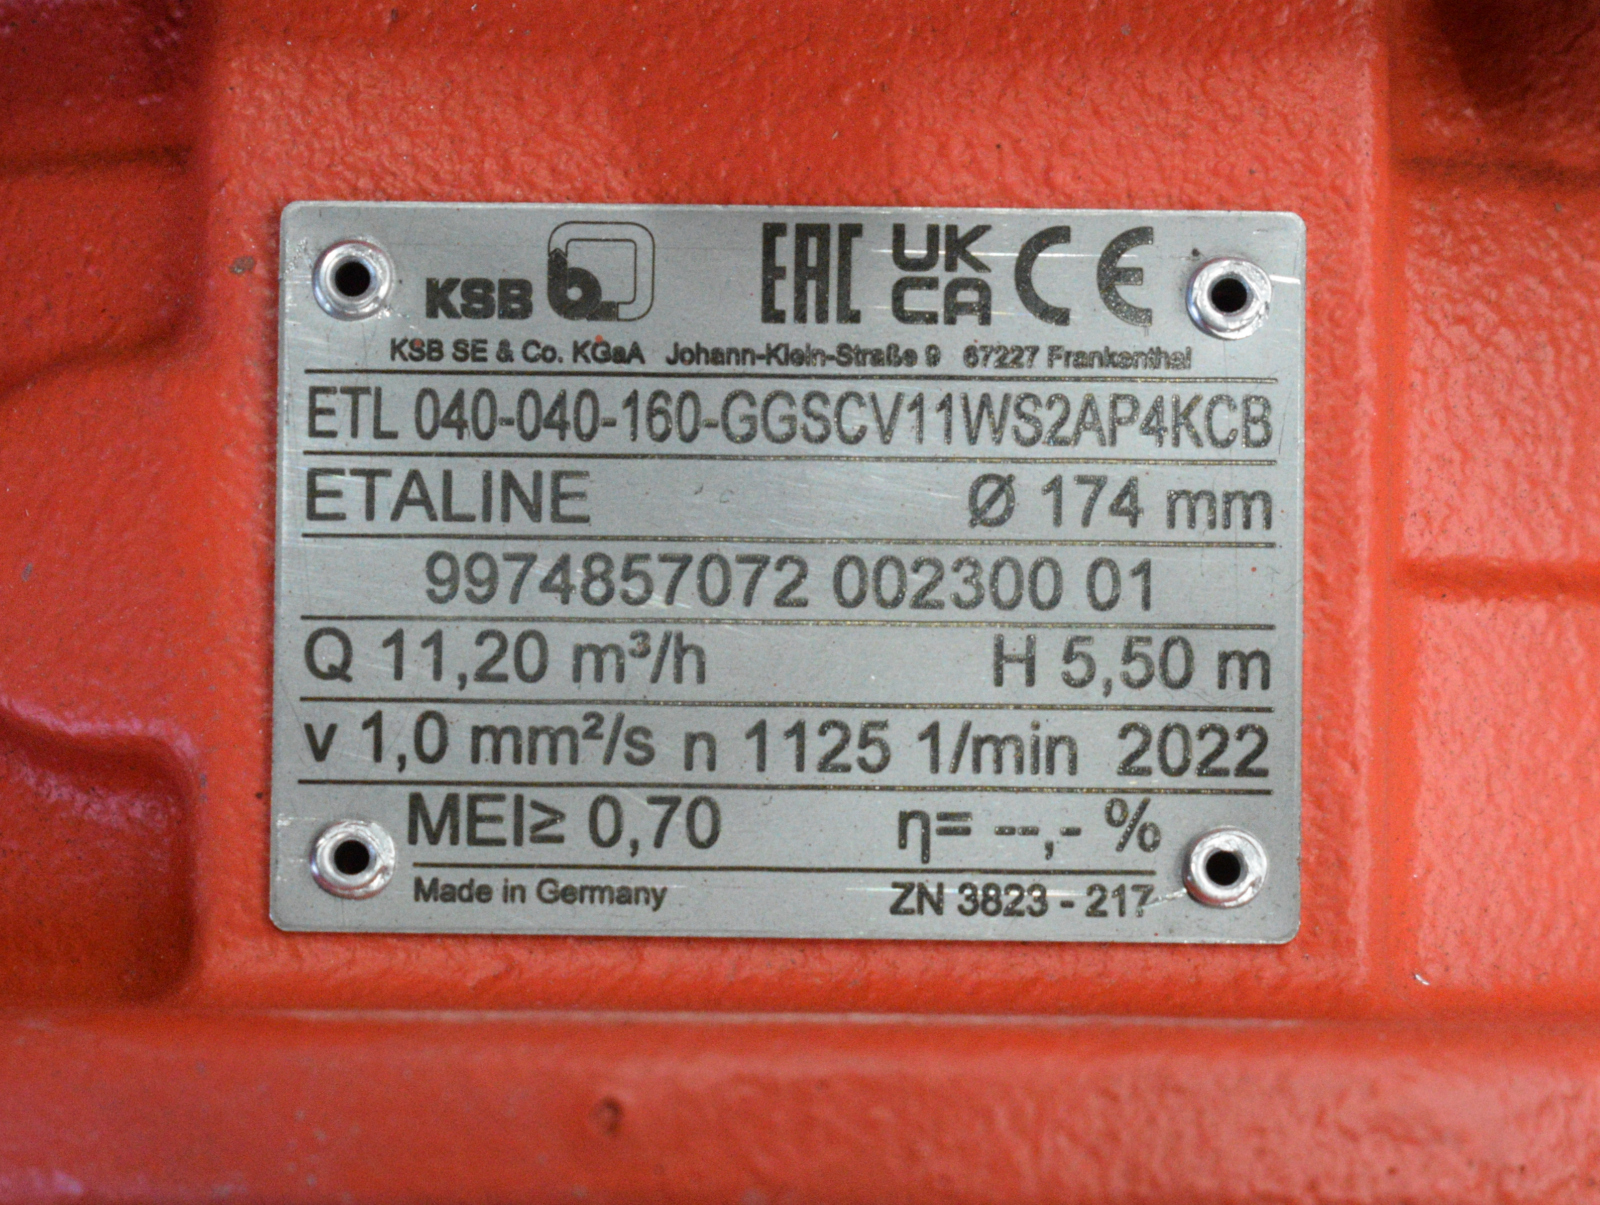 KSB EAC UK CA CE
KSB SE & Co. KGaA Johann-Klein-Straße 9 67227 Frankenthal
ETL 040-040-160-GGSCV11WS2AP4KCB
ETALINE Ø 174 mm
9974857072 002300 01
Q 11,20 m³/h H 5,50 m
v 1,0 mm²/s n 1125 1/min 2022
MEI≥ 0,70 η= --,- %
Made in Germany ZN 3823 - 217